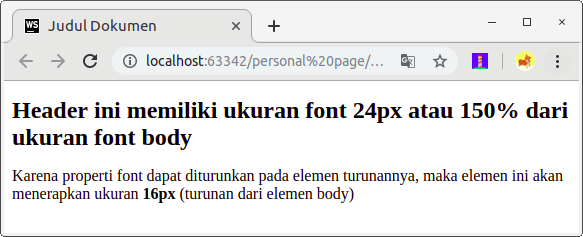 WS Judul Dokumen
localhost:63342/personal%20page/...
Header ini memiliki ukuran font 24px atau 150% dari
ukuran font body
Karena properti font dapat diturunkan pada elemen turunannya, maka elemen ini akan
menerapkan ukuran 16px (turunan dari elemen body)